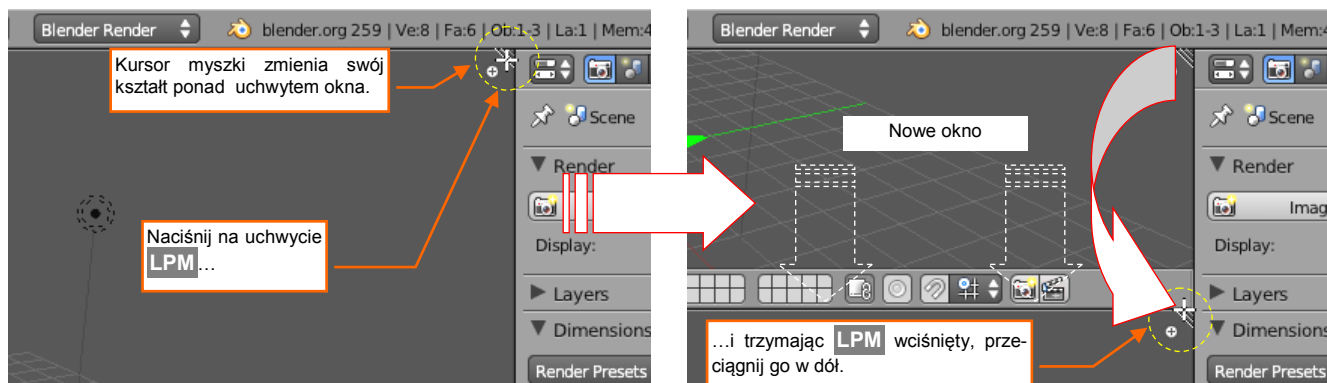 Blender Render
blender.org 259 | Ve:8 | Fa:6 | Ob:1-3 | La:1 | Mem:4
Kursor myszki zmienia swój
kształt ponad uchwytem okna.
Scene
Render
Naciśnij na uchwycie
LPM…
Display:
Layers
Dimensions
Render Presets
Blender Render
blender.org 259 | Ve:8 | Fa:6 | Ob:1-3 | La:1 | Mem:4
Nowe okno
Scene
Render
Imag
Display:
Layers
Dimensions
…i trzymając LPM wciśnięty, prze-
ciągnij go w dół.
Render Presets